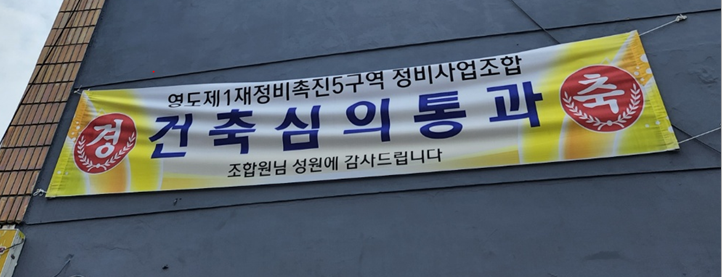 영도제1재정비촉진5구역 정비사업조합
경 건축심의통과 축
조합원님 성원에 감사드립니다